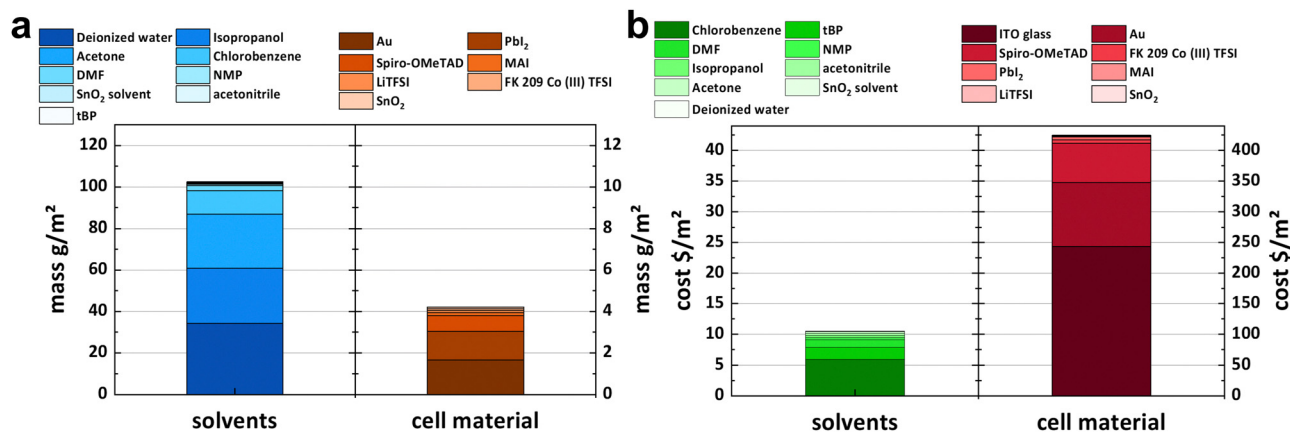 a
Deionized water
Isopropanol
Acetone
Chlorobenzene
DMF
NMP
SnO₂ solvent
acetonitrile
tBP
Au
PbI₂
Spiro-OMeTAD
MAI
LiTFSI
FK 209 Co (III) TFSI
SnO₂
mass g/m²
120
100
80
60
40
20
0
12
10
8
6
4
2
0
mass g/m²
solvents
cell material
b
Chlorobenzene
tBP
DMF
NMP
Isopropanol
acetonitrile
Acetone
SnO₂ solvent
Deionized water
ITO glass
Au
Spiro-OMeTAD
FK 209 Co (III) TFSI
PbI₂
MAI
LiTFSI
SnO₂
cost $/m²
40
35
30
25
20
15
10
5
0
400
350
300
250
200
150
100
50
0
cost $/m²
solvents
cell material